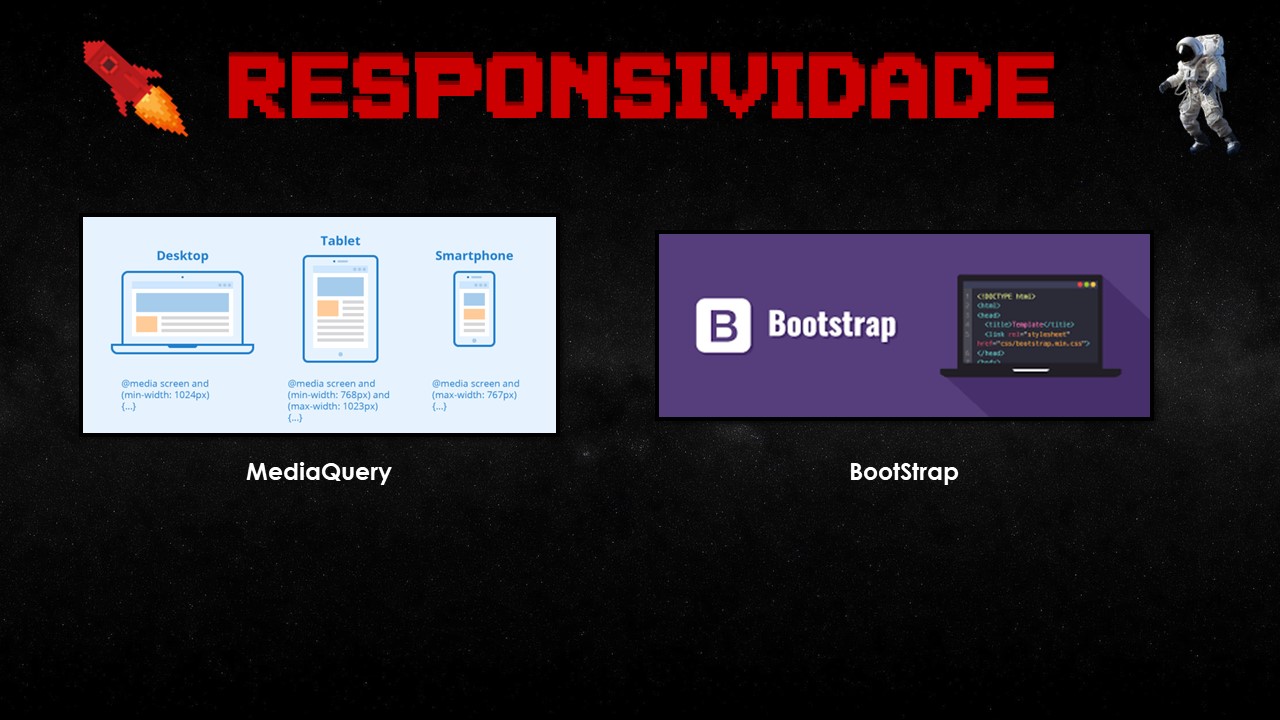 RESPONSIVIDADE
Desktop
Tablet
Smartphone
@media screen and
(min-width: 1024px)
{...}
@media screen and
(min-width: 768px) and
(max-width: 1023px)
{...}
@media screen and
(max-width: 767px)
{...}
MediaQuery
B Bootstrap
1 <!DOCTYPE html>
2 <html>
3 <head>
4 <title>Template</title>
5 <link rel="stylesheet"
6 href="css/bootstrap.min.css">
7 </head>
8 <body>
BootStrap